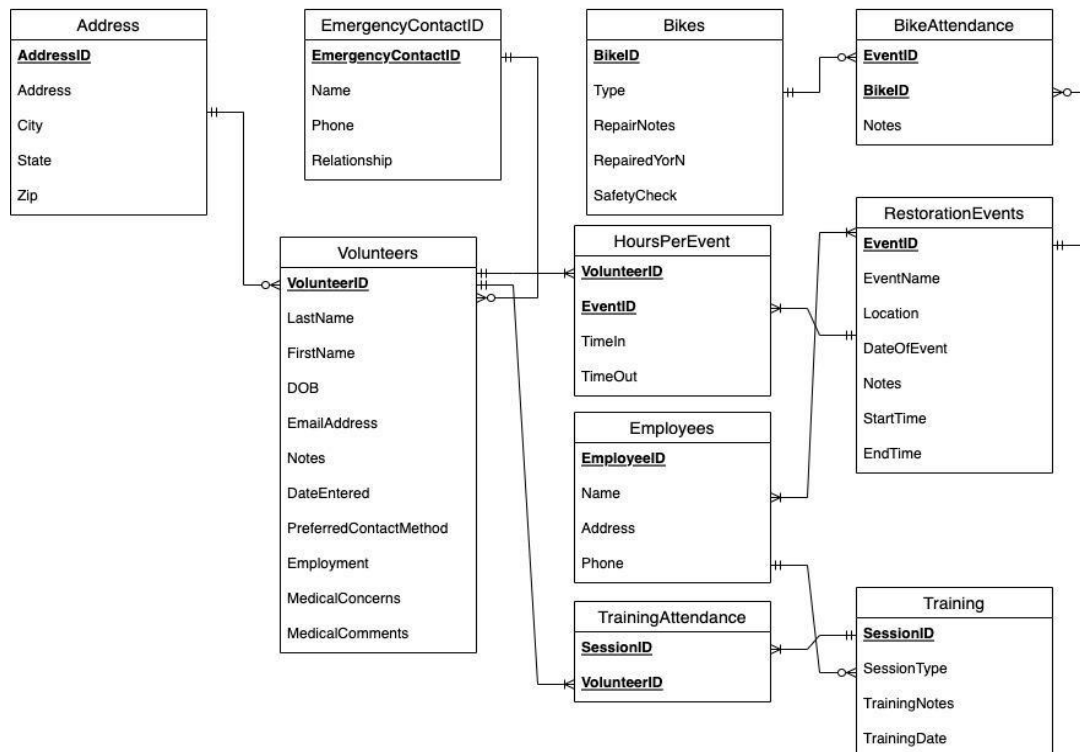 Address
AddressID
Address
City
State
Zip
EmergencyContactID
EmergencyContactID
Name
Phone
Relationship
Bikes
BikeID
Type
RepairNotes
RepairedYorN
SafetyCheck
BikeAttendance
EventID
BikeID
Notes
Volunteers
VolunteerID
LastName
FirstName
DOB
EmailAddress
Notes
DateEntered
PreferredContactMethod
Employment
MedicalConcerns
MedicalComments
HoursPerEvent
VolunteerID
EventID
TimeIn
TimeOut
RestorationEvents
EventID
EventName
Location
DateOfEvent
Notes
StartTime
EndTime
Employees
EmployeeID
Name
Address
Phone
TrainingAttendance
SessionID
VolunteerID
Training
SessionID
SessionType
TrainingNotes
TrainingDate